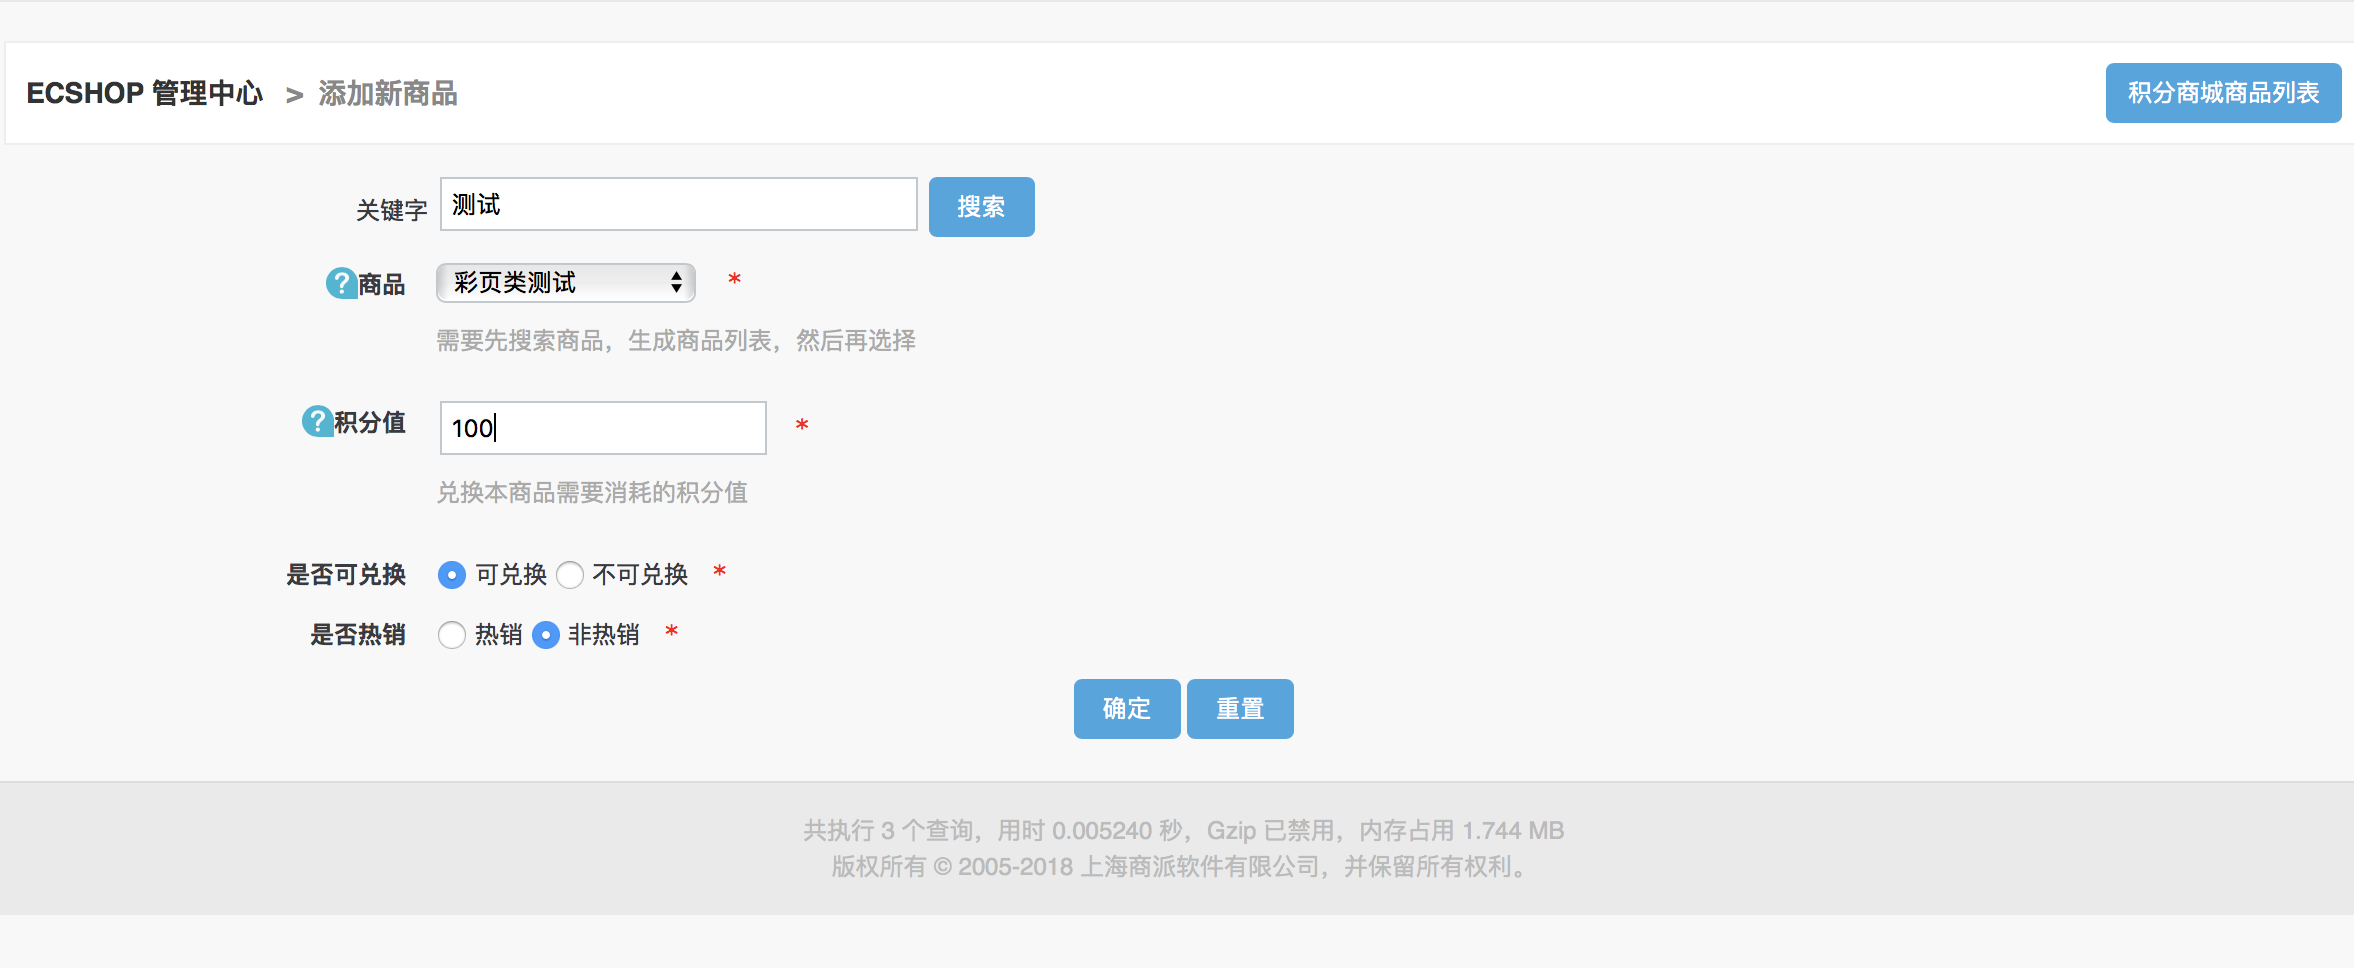 ECSHOP 管理中心 > 添加新商品
积分商城商品列表
关键字 测试 搜索
?商品 彩页类测试 *
需要先搜索商品，生成商品列表，然后再选择
?积分值 100 *
兑换本商品需要消耗的积分值
是否可兑换 可兑换 不可兑换 *
是否热销 热销 非热销 *
确定 重置
共执行 3 个查询，用时 0.005240 秒，Gzip 已禁用，内存占用 1.744 MB
版权所有 © 2005-2018 上海商派软件有限公司，并保留所有权利。